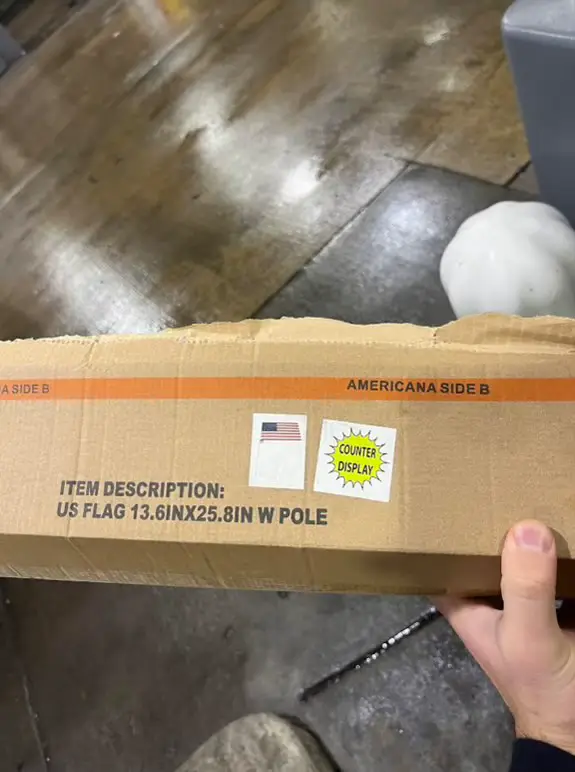 A SIDE B
AMERICANA SIDE B
COUNTER
DISPLAY
ITEM DESCRIPTION:
US FLAG 13.6INX25.8IN W POLE